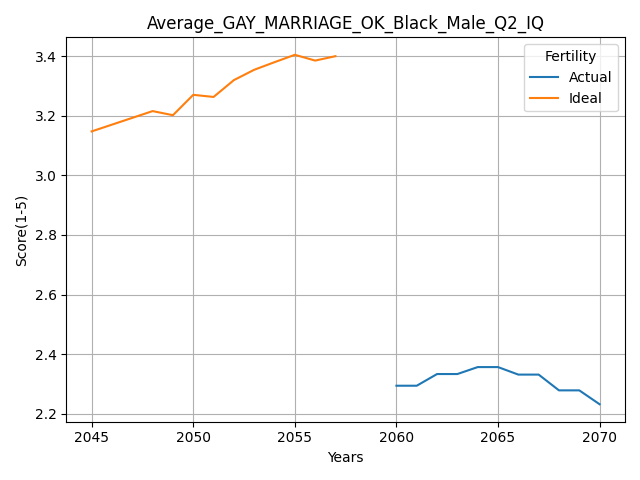 Average_GAY_MARRIAGE_OK_Black_Male_Q2_IQ
Fertility
Actual
Ideal
Score(1-5)
3.4
3.2
3.0
2.8
2.6
2.4
2.2
2045 2050 2055 2060 2065 2070
Years